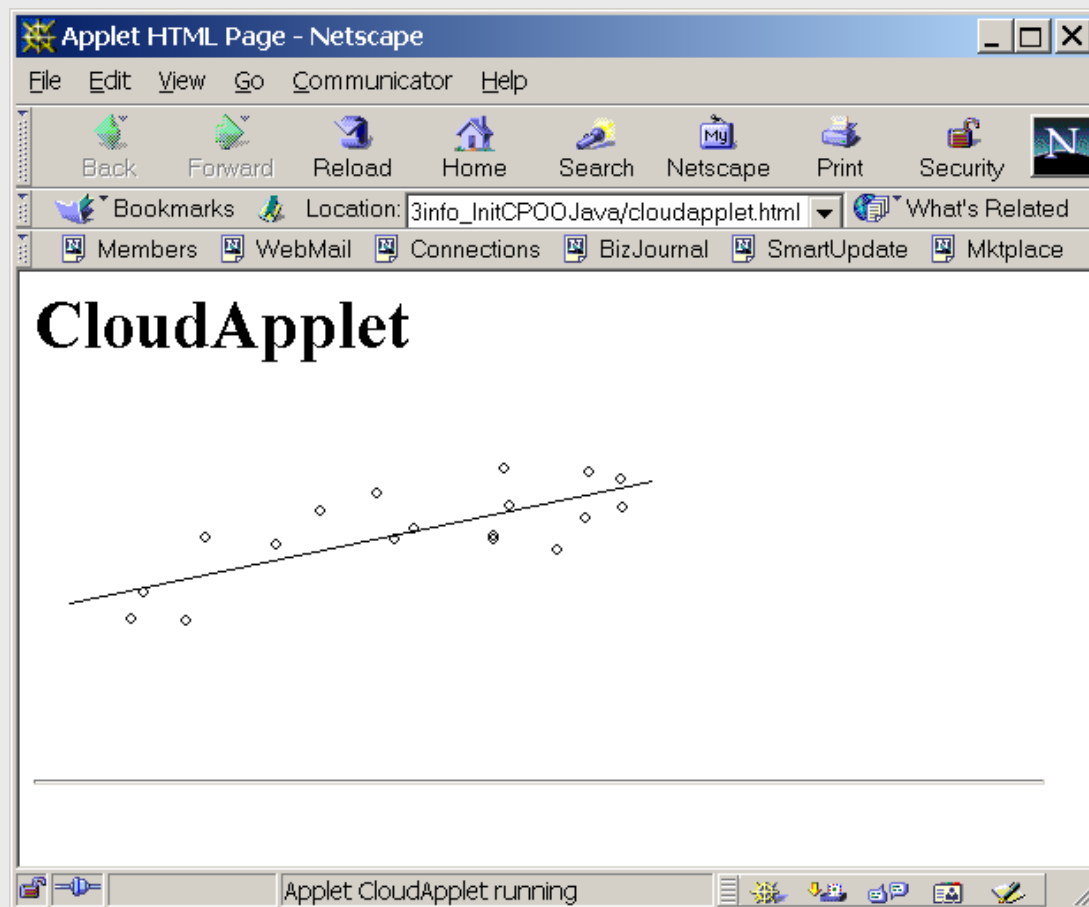 Applet HTML Page - Netscape
File Edit View Go Communicator Help
Back Forward Reload Home Search My Netscape Print Security N
Bookmarks Location: 3info_InitCPOOJava/cloudapplet.html What's Related
Members WebMail Connections BizJournal SmartUpdate Mktplace
CloudApplet
Applet CloudApplet running